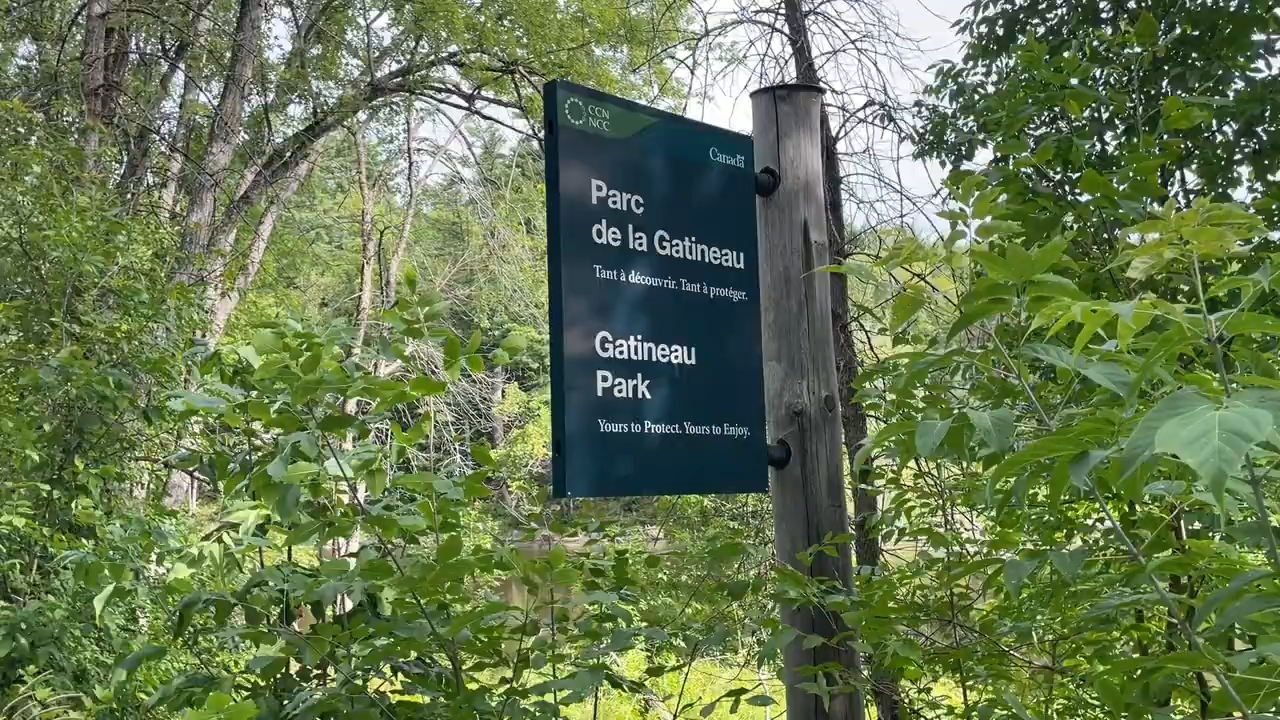 CCN
NCC
Canada
Parc
de la Gatineau
Tant à découvrir. Tant à protéger.
Gatineau
Park
Yours to Protect. Yours to Enjoy.